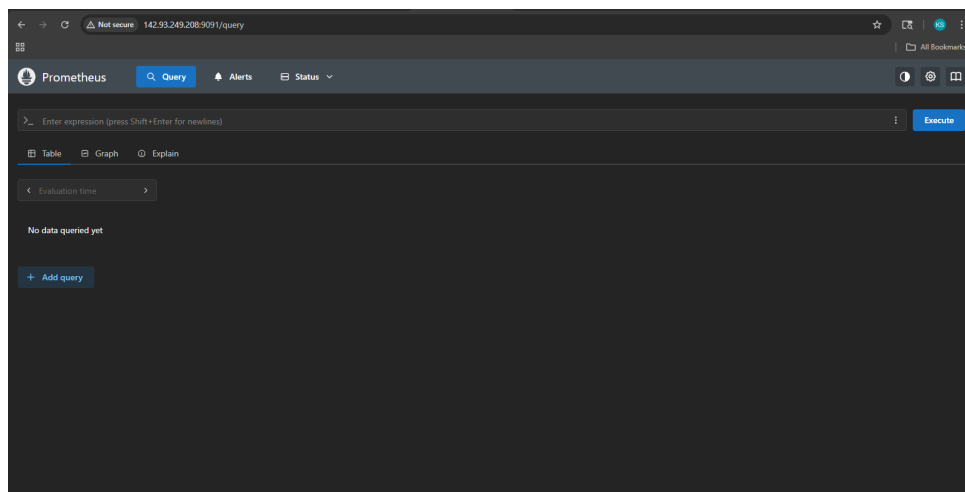 Not secure 142.93.249.208:9091/query KS
All Bookmarks
Prometheus Query Alerts Status
>_ Enter expression (press Shift+Enter for newlines) Execute
Table Graph Explain
Evaluation time
No data queried yet
+ Add query